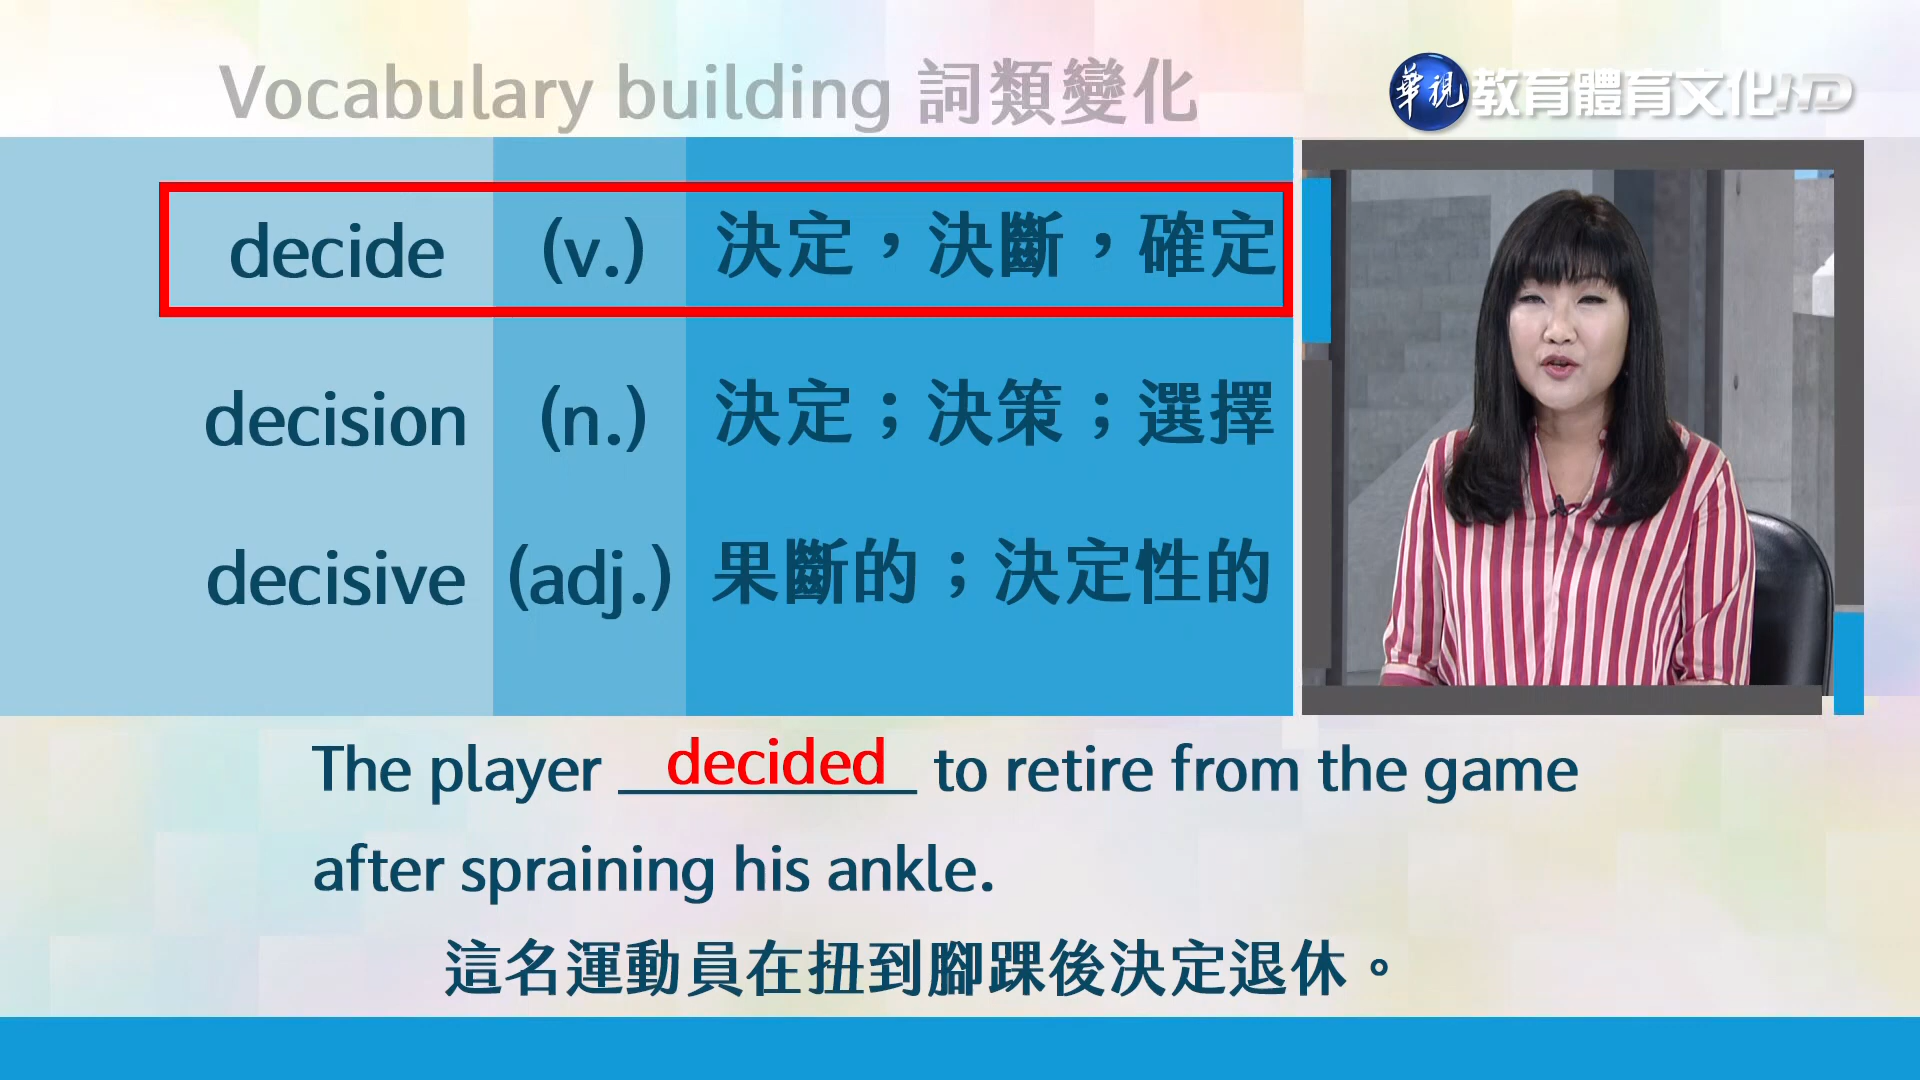 Vocabulary building 詞類變化
華視 教育體育文化HD
decide (v.) 決定，決斷，確定
decision (n.) 決定；決策；選擇
decisive (adj.) 果斷的；決定性的
The player decided to retire from the game
after spraining his ankle.
這名運動員在扭到腳踝後決定退休。